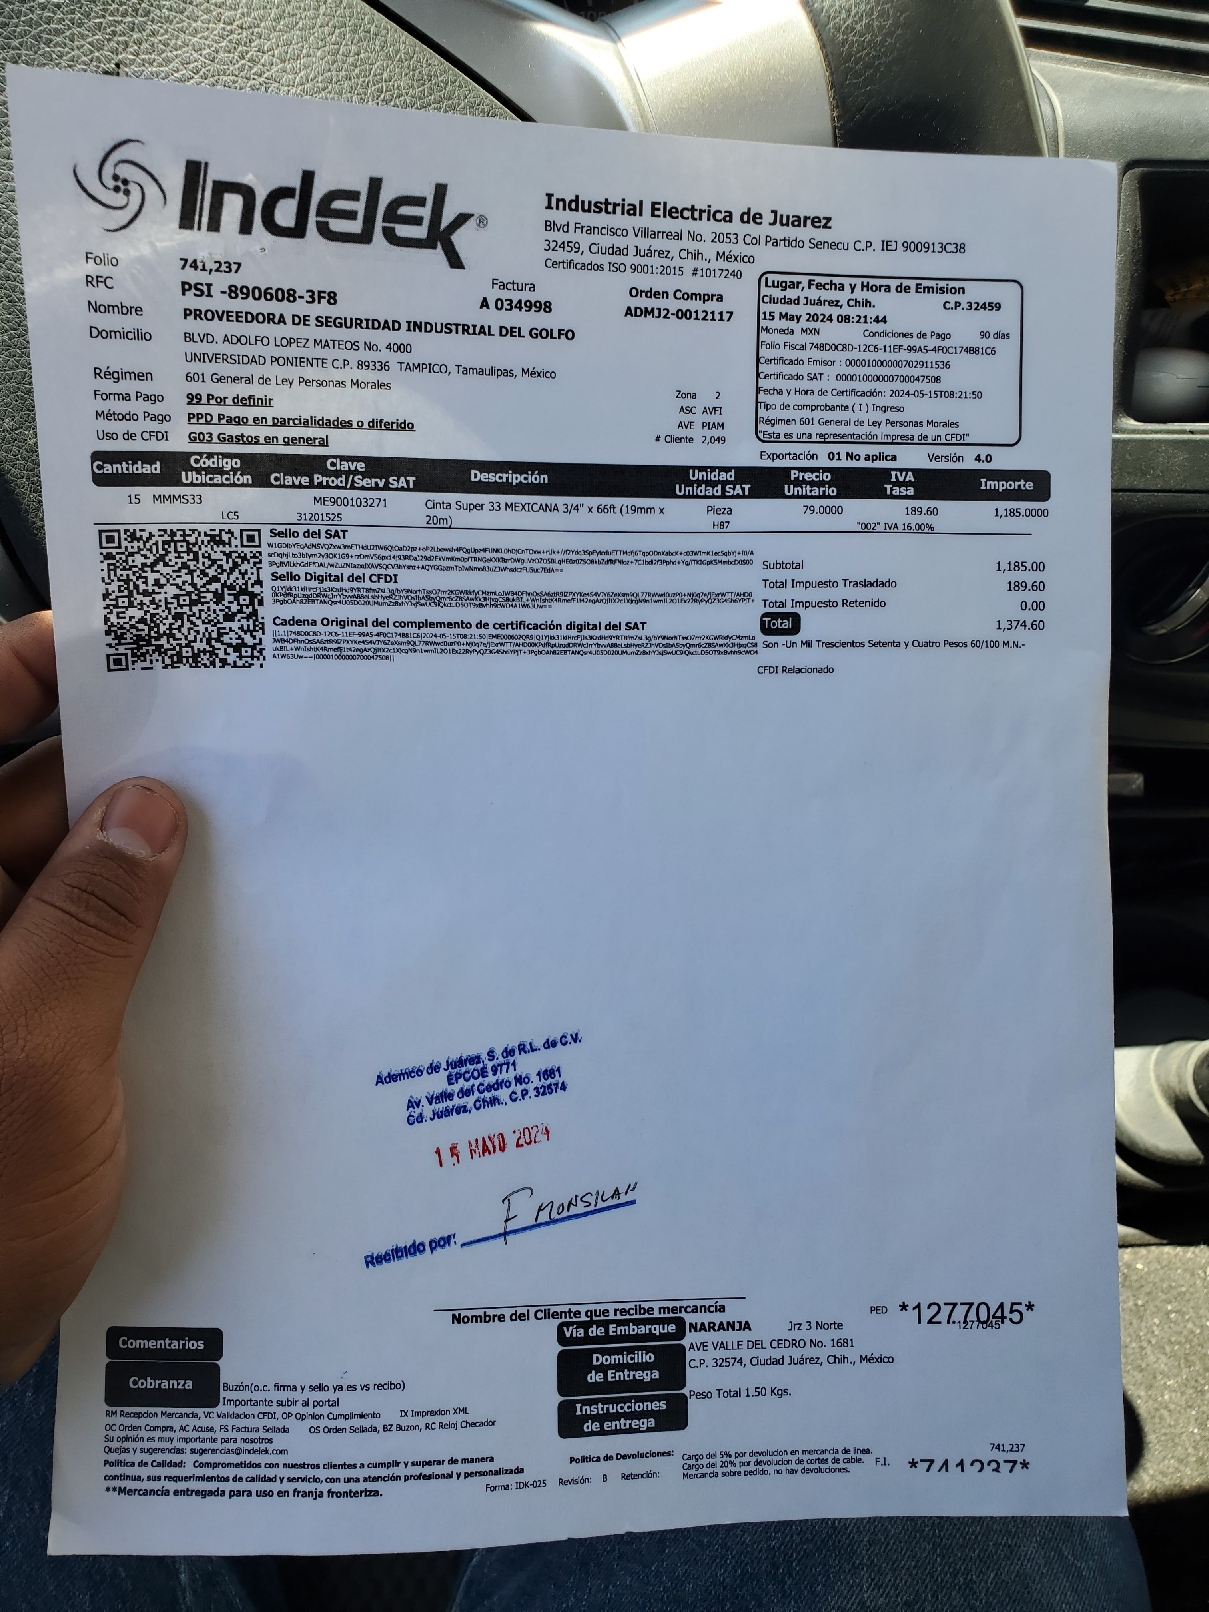 Indelek®
Industrial Electrica de Juarez
Blvd Francisco Villarreal No. 2053 Col Partido Senecu C.P. IEJ 900913C38
32459, Ciudad Juárez, Chih., México
Certificados ISO 9001:2015 #1017240
Folio 741,237
RFC PSI -890608-3F8
Factura
A 034998
Orden Compra
ADMJ2-0012117
Nombre PROVEEDORA DE SEGURIDAD INDUSTRIAL DEL GOLFO
Domicilio BLVD. ADOLFO LOPEZ MATEOS No. 4000
UNIVERSIDAD PONIENTE C.P. 89336 TAMPICO, Tamaulipas, México
Régimen 601 General de Ley Personas Morales
Forma Pago 99 Por definir
Método Pago PPD Pago en parcialidades o diferido
Uso de CFDI G03 Gastos en general
Zona 2
ASC AVFI
AVE PIAM
# Cliente 2,049
Lugar, Fecha y Hora de Emision
Ciudad Juárez, Chih. C.P.32459
15 May 2024 08:21:44
Moneda MXN Condiciones de Pago 90 días
Folio Fiscal 748D0C8D-12C6-11EF-99A5-4F0C174B81C6
Certificado Emisor : 00001000000702911536
Certificado SAT : 00001000000700047508
Fecha y Hora de Certificación: 2024-05-15T08:21:50
Tipo de comprobante ( I ) Ingreso
Régimen 601 General de Ley Personas Morales
"Esta es una representación impresa de un CFDI"
Exportación 01 No aplica Versión 4.0
Cantidad Código Ubicación Clave Clave Prod/Serv SAT Descripción Unidad Unidad SAT Precio Unitario IVA Tasa Importe
15 MMMS33 ME900103271 Cinta Super 33 MEXICANA 3/4" x 66ft (19mm x Pieza 79.0000 189.60 1,185.0000
LC5 31201525 20m) H87 "002" IVA 16.00%
Sello del SAT
Sello Digital del CFDI
Cadena Original del complemento de certificación digital del SAT
Subtotal 1,185.00
Total Impuesto Trasladado 189.60
Total Impuesto Retenido 0.00
Total 1,374.60
Son -Un Mil Trescientos Setenta y Cuatro Pesos 60/100 M.N.-
CFDI Relacionado
Ademco de Juárez, S. de R.L. de C.V.
EPCOE 9771
Av. Valle del Cedro No. 1681
Cd. Juárez, Chih., C.P. 32574
15 MAYO 2024
Recibido por: F MONSILAH
Nombre del Cliente que recibe mercancía
PED *1277045*
1277045
Comentarios
Cobranza
Buzón(o.c. firma y sello ya es vs recibo)
Importante subir al portal
Vía de Embarque NARANJA Jrz 3 Norte
Domicilio de Entrega
AVE VALLE DEL CEDRO No. 1681
C.P. 32574, Ciudad Juárez, Chih., México
Peso Total 1.50 Kgs.
Instrucciones de entrega
RM Recepcion Mercancia, VC Validacion CFDI, OP Opinion Cumplimiento IX Impresion XML
OC Orden Compra, AC Acuse, FS Factura Sellada OS Orden Sellada, BZ Buzon, RC Reloj Checador
Su opinión es muy importante para nosotros
Quejas y sugerencias: sugerencias@indelek.com
Política de Calidad: Comprometidos con nuestros clientes a cumplir y superar de manera
continua, sus requerimientos de calidad y servicio, con una atención profesional y personalizada
**Mercancía entregada para uso en franja fronteriza.
Forma: IDK-025 Revisión: B Retención:
Politica de Devoluciones:
Cargo del 5% por devolucion en mercancia de linea.
Cargo del 20% por devolucion de cortes de cable.
Mercancia sobre pedido, no hay devoluciones.
741,237
F.I. *741237*